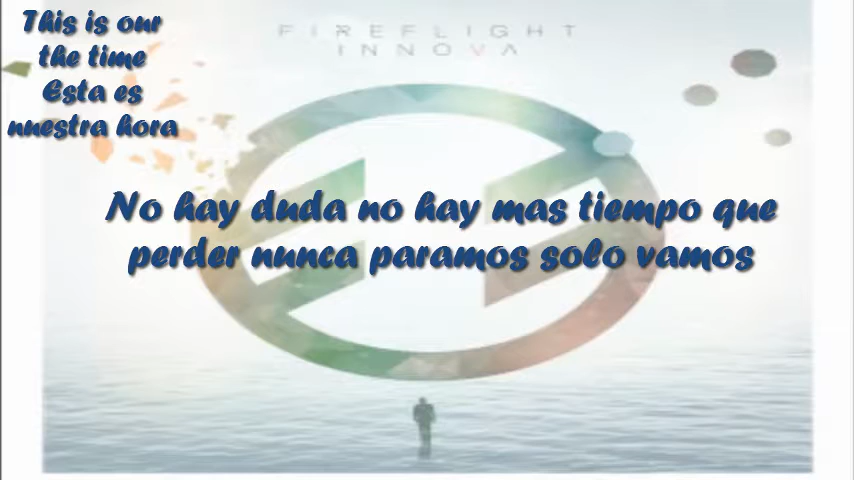 This is our
the time
Esta es
nuestra hora
FIREFLIGHT
INNOVA
No hay duda no hay mas tiempo que
perder nunca paramos solo vamos